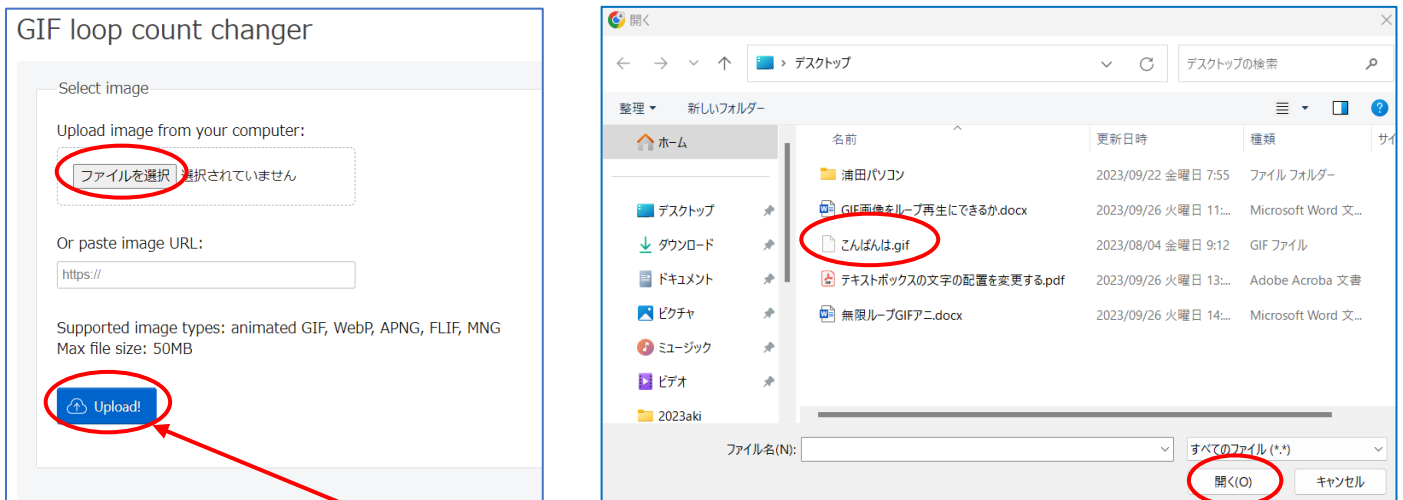 GIF loop count changer
Select image
Upload image from your computer:
ファイルを選択 選択されていません
Or paste image URL:
https://
Supported image types: animated GIF, WebP, APNG, FLIF, MNG
Max file size: 50MB
Upload!
開く
デスクトップ
デスクトップの検索
整理
新しいフォルダー
名前 更新日時 種類 サイ
ホーム
デスクトップ
ダウンロード
ドキュメント
ピクチャ
ミュージック
ビデオ
2023aki
浦田パソコン 2023/09/22 金曜日 7:55 ファイル フォルダー
GIF画像をループ再生にできるか.docx 2023/09/26 火曜日 11:... Microsoft Word 文...
こんばんは.gif 2023/08/04 金曜日 9:12 GIF ファイル
テキストボックスの文字の配置を変更する.pdf 2023/09/26 火曜日 13:... Adobe Acroba 文書
無限ループGIFアニ.docx 2023/09/26 火曜日 14:... Microsoft Word 文...
ファイル名(N):
すべてのファイル (*.*)
開く(O)
キャンセル